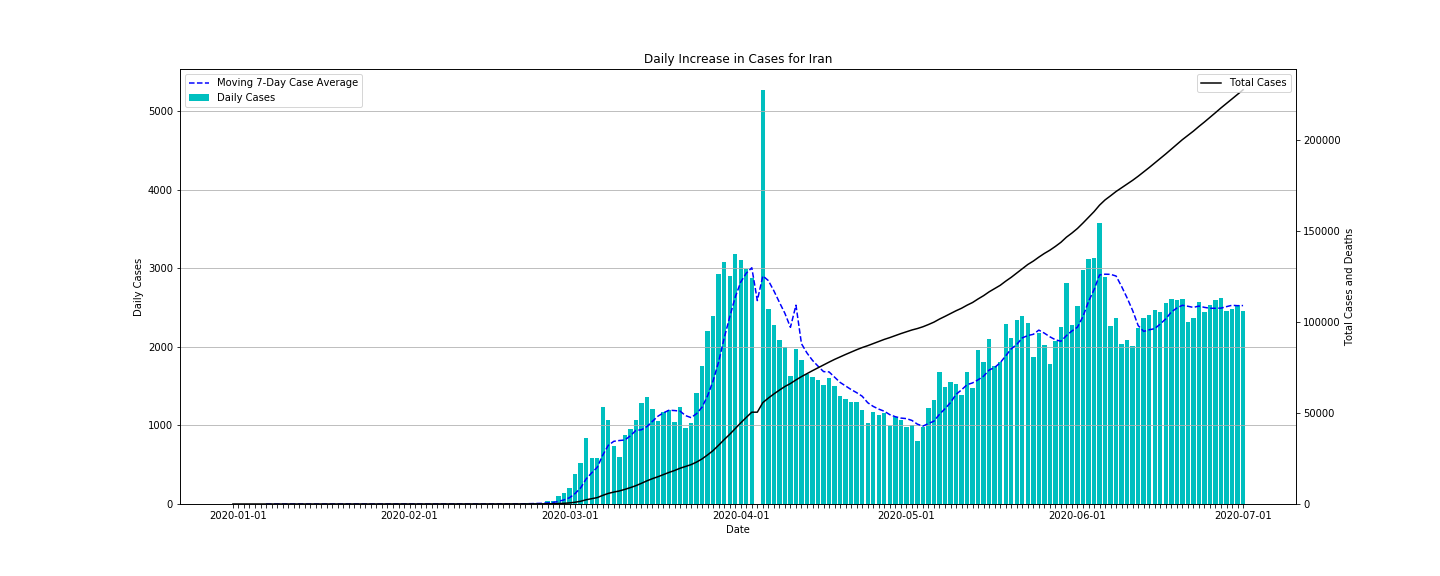 Daily Increase in Cases for Iran
Moving 7-Day Case Average
Daily Cases
Total Cases
5000
4000
3000
2000
1000
0
Daily Cases
200000
150000
100000
50000
0
Total Cases and Deaths
2020-01-01
2020-02-01
2020-03-01
2020-04-01
2020-05-01
2020-06-01
2020-07-01
Date